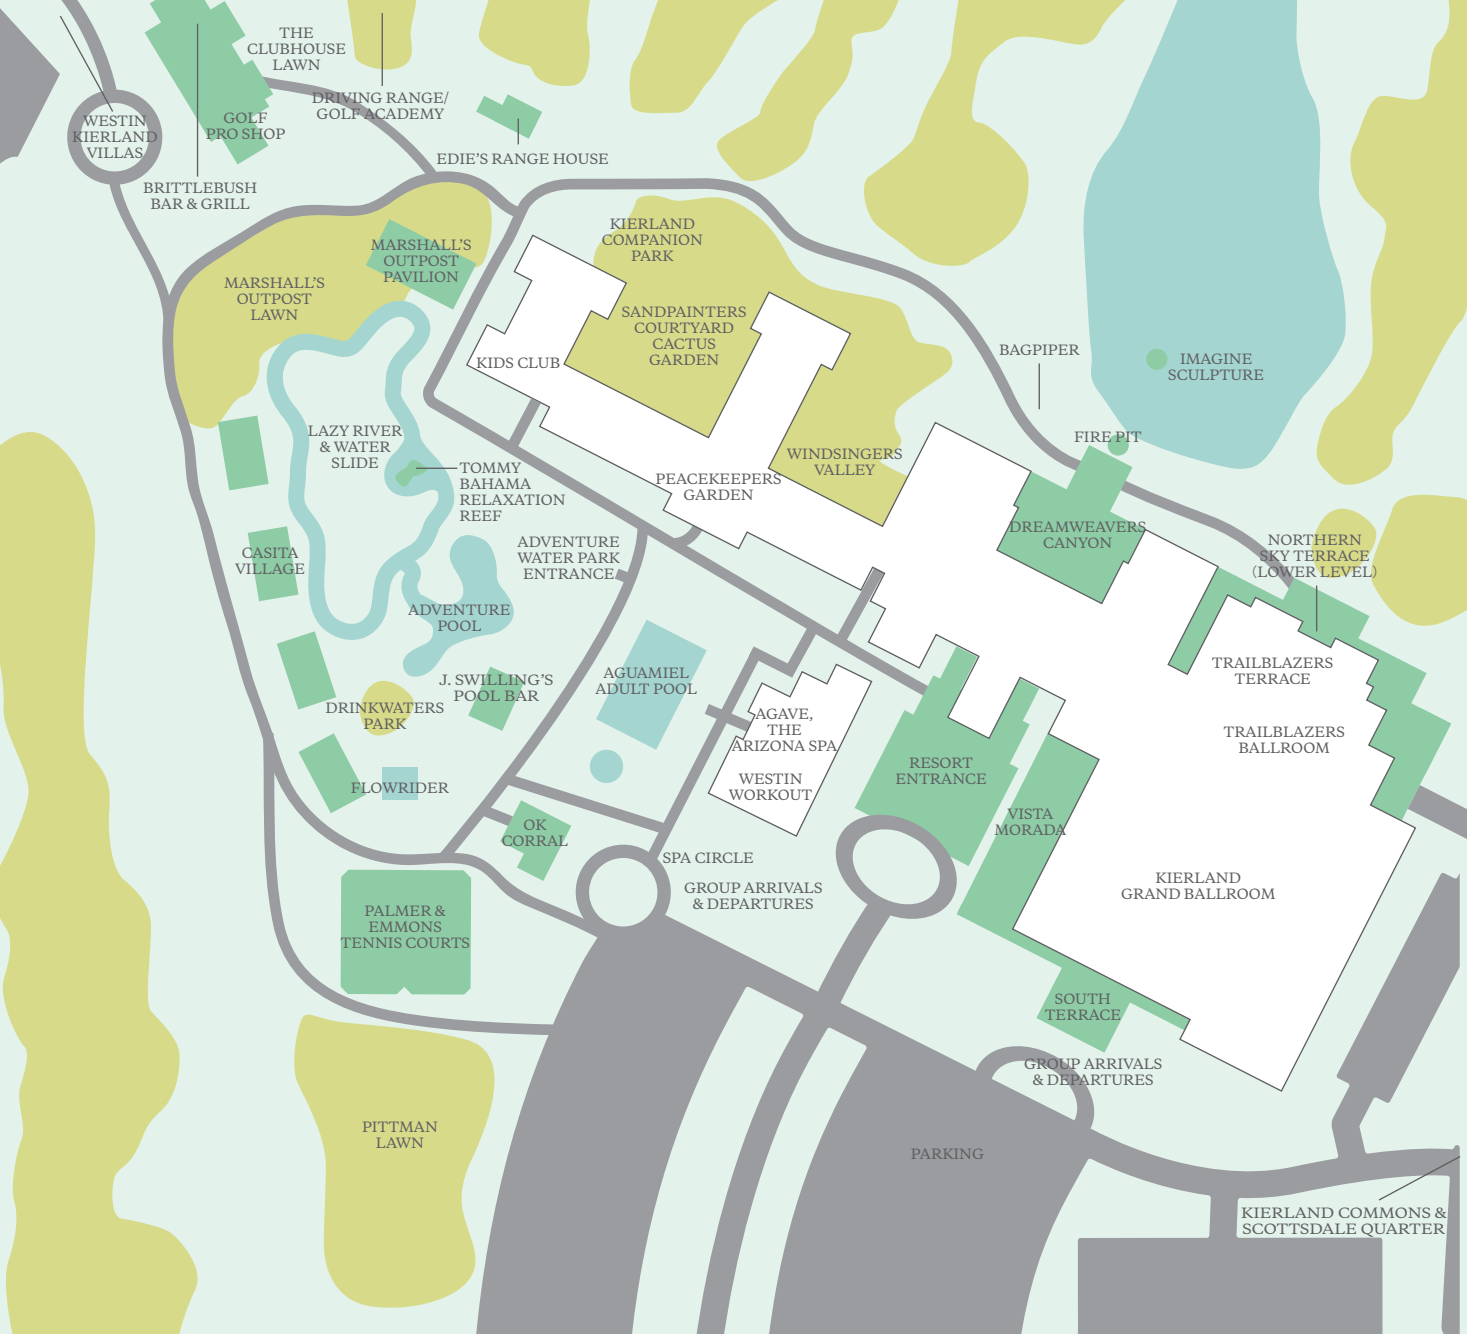 THE
CLUBHOUSE
LAWN
DRIVING RANGE/
GOLF ACADEMY
WESTIN
KIERLAND
VILLAS
GOLF
PRO SHOP
EDIE'S RANGE HOUSE
BRITTLEBUSH
BAR & GRILL
MARSHALL'S
OUTPOST
PAVILION
MARSHALL'S
OUTPOST
LAWN
KIERLAND
COMPANION
PARK
SANDPAINTERS
COURTYARD
CACTUS
GARDEN
KIDS CLUB
BAGPIPER
IMAGINE
SCULPTURE
LAZY RIVER
& WATER
SLIDE
TOMMY
BAHAMA
RELAXATION
REEF
FIRE PIT
WINDSINGERS
VALLEY
PEACEKEEPERS
GARDEN
DREAMWEAVERS
CANYON
NORTHERN
SKY TERRACE
(LOWER LEVEL)
ADVENTURE
WATER PARK
ENTRANCE
CASITA
VILLAGE
ADVENTURE
POOL
J. SWILLING'S
POOL BAR
AGUAMIEL
ADULT POOL
TRAILBLAZERS
TERRACE
DRINKWATERS
PARK
AGAVE,
THE
ARIZONA SPA
WESTIN
WORKOUT
TRAILBLAZERS
BALLROOM
RESORT
ENTRANCE
FLOWRIDER
OK
CORRAL
VISTA
MORADA
SPA CIRCLE
GROUP ARRIVALS
& DEPARTURES
KIERLAND
GRAND BALLROOM
PALMER &
EMMONS
TENNIS COURTS
SOUTH
TERRACE
GROUP ARRIVALS
& DEPARTURES
PITTMAN
LAWN
PARKING
KIERLAND COMMONS &
SCOTTSDALE QUARTER